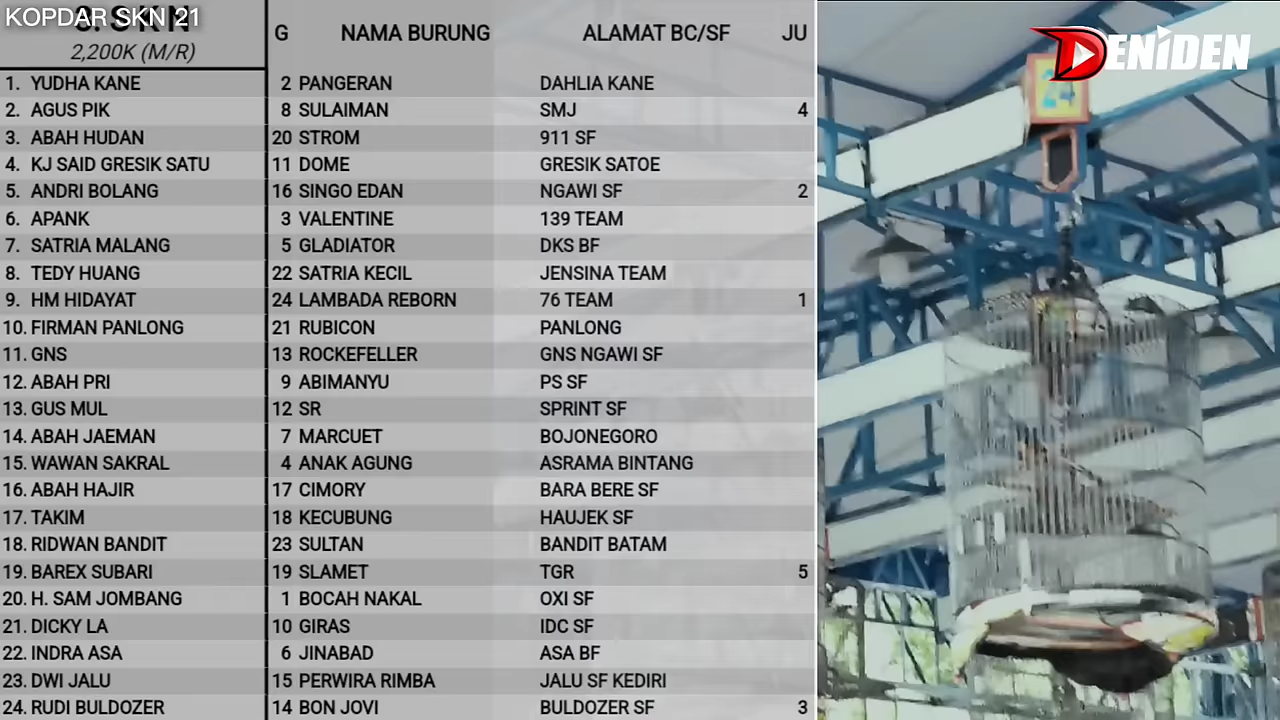 KOPDAR SKN 21
3. SKN
2,200K (M/R)
G NAMA BURUNG ALAMAT BC/SF JU
1. YUDHA KANE 2 PANGERAN DAHLIA KANE
2. AGUS PIK 8 SULAIMAN SMJ 4
3. ABAH HUDAN 20 STROM 911 SF
4. KJ SAID GRESIK SATU 11 DOME GRESIK SATOE
5. ANDRI BOLANG 16 SINGO EDAN NGAWI SF 2
6. APANK 3 VALENTINE 139 TEAM
7. SATRIA MALANG 5 GLADIATOR DKS BF
8. TEDY HUANG 22 SATRIA KECIL JENSINA TEAM
9. HM HIDAYAT 24 LAMBADA REBORN 76 TEAM 1
10. FIRMAN PANLONG 21 RUBICON PANLONG
11. GNS 13 ROCKEFELLER GNS NGAWI SF
12. ABAH PRI 9 ABIMANYU PS SF
13. GUS MUL 12 SR SPRINT SF
14. ABAH JAEMAN 7 MARCUET BOJONEGORO
15. WAWAN SAKRAL 4 ANAK AGUNG ASRAMA BINTANG
16. ABAH HAJIR 17 CIMORY BARA BERE SF
17. TAKIM 18 KECUBUNG HAUJEK SF
18. RIDWAN BANDIT 23 SULTAN BANDIT BATAM
19. BAREX SUBARI 19 SLAMET TGR 5
20. H. SAM JOMBANG 1 BOCAH NAKAL OXI SF
21. DICKY LA 10 GIRAS IDC SF
22. INDRA ASA 6 JINABAD ASA BF
23. DWI JALU 15 PERWIRA RIMBA JALU SF KEDIRI
24. RUDI BULDOZER 14 BON JOVI BULDOZER SF 3
DENIDEN
24